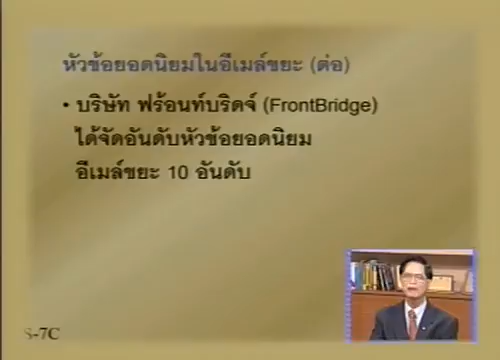 หัวข้อยอดนิยมในอีเมล์ขยะ (ต่อ)
• บริษัท ฟร้อนท์บริดจ์ (FrontBridge)
ได้จัดอันดับหัวข้อยอดนิยม
อีเมล์ขยะ 10 อันดับ
S-7C